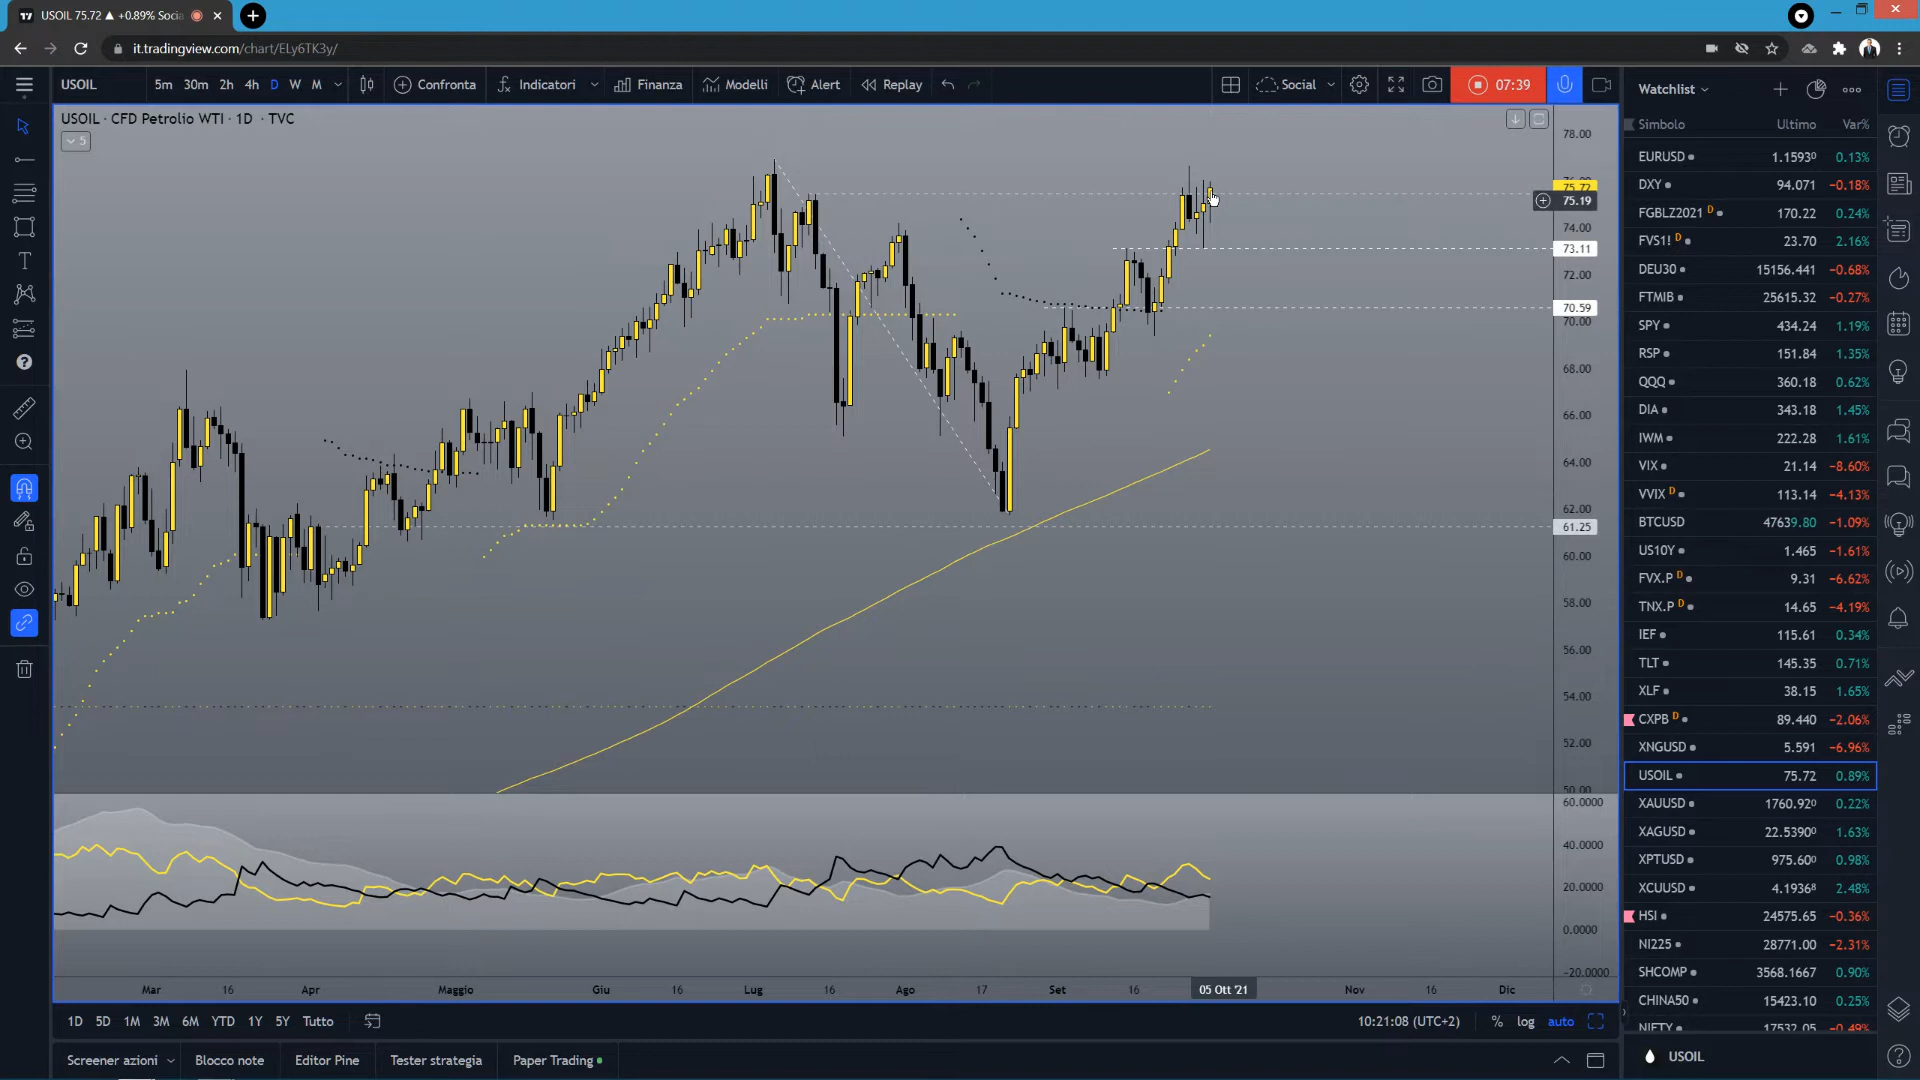 USOIL 75.72 ▲ +0.89% Socia
it.tradingview.com/chart/ELy6TK3y/
USOIL 5m 30m 2h 4h D W M Confronta Indicatori Finanza Modelli Alert Replay Social 07:39
Watchlist
USOIL · CFD Petrolio WTI · 1D · TVC
5
Simbolo Ultimo Var%
EURUSD 1.1593⁰ 0.13%
DXY 94.071 −0.18%
FGBLZ2021 D 170.22 0.24%
FVS1! D 23.70 2.16%
DEU30 15156.441 −0.68%
FTMIB 25615.32 −0.27%
SPY 434.24 1.19%
RSP 151.84 1.35%
QQQ 360.18 0.62%
DIA 343.18 1.45%
IWM 222.28 1.61%
VIX 21.14 −8.60%
VVIX D 113.14 −4.13%
BTCUSD 47639.80 −1.09%
US10Y 1.465 −1.61%
FVX.P D 9.31 −6.62%
TNX.P D 14.65 −4.19%
IEF 115.61 0.34%
TLT 145.35 0.71%
XLF 38.15 1.65%
CXPB D 89.440 −2.06%
XNGUSD 5.591 −6.96%
USOIL 75.72 0.89%
XAUUSD 1760.92⁰ 0.22%
XAGUSD 22.539⁰ 1.63%
XPTUSD 975.60⁰ 0.98%
XCUUSD 4.1936⁸ 2.48%
HSI 24575.65 −0.36%
NI225 28771.00 −2.31%
SHCOMP 3568.1667 0.90%
CHINA50 15423.10 0.25%
NIFTY 17532.05 −0.49%
USOIL
78.00
75.72
75.19
74.00
73.11
72.00
70.59
70.00
68.00
66.00
64.00
62.00
61.25
60.00
58.00
56.00
54.00
52.00
50.00
60.0000
40.0000
20.0000
0.0000
−20.0000
Mar 16 Apr Maggio Giu 16 Lug 16 Ago 17 Set 16 05 Ott '21 Nov 16 Dic
1D 5D 1M 3M 6M YTD 1Y 5Y Tutto 10:21:08 (UTC+2) % log auto
Screener azioni Blocco note Editor Pine Tester strategia Paper Trading